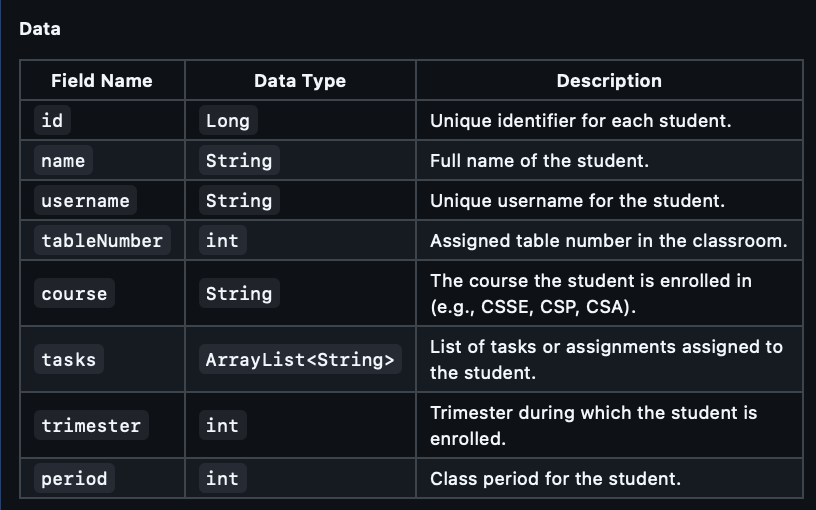 Data
Field Name Data Type Description
id Long Unique identifier for each student.
name String Full name of the student.
username String Unique username for the student.
tableNumber int Assigned table number in the classroom.
course String The course the student is enrolled in
(e.g., CSSE, CSP, CSA).
tasks ArrayList<String> List of tasks or assignments assigned to
the student.
trimester int Trimester during which the student is
enrolled.
period int Class period for the student.